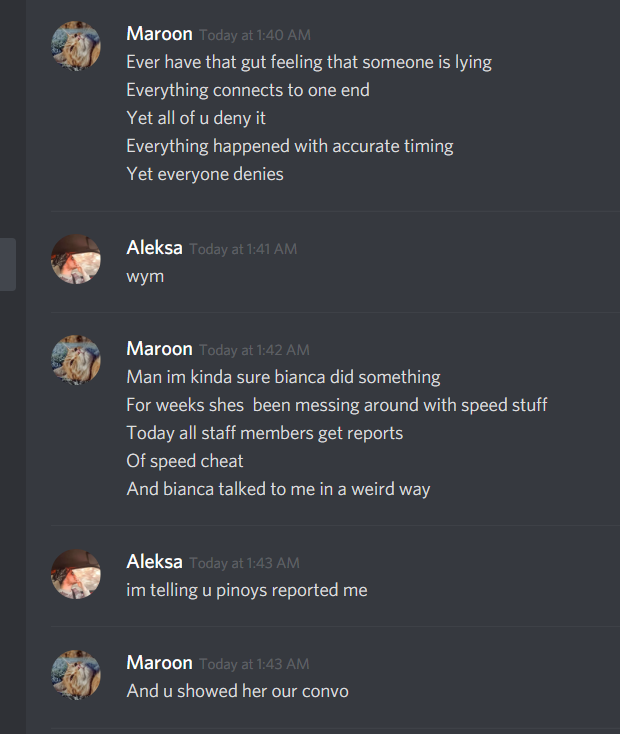 Maroon Today at 1:40 AM
Ever have that gut feeling that someone is lying
Everything connects to one end
Yet all of u deny it
Everything happened with accurate timing
Yet everyone denies
Aleksa Today at 1:41 AM
wym
Maroon Today at 1:42 AM
Man im kinda sure bianca did something
For weeks shes  been messing around with speed stuff
Today all staff members get reports
Of speed cheat
And bianca talked to me in a weird way
Aleksa Today at 1:43 AM
im telling u pinoys reported me
Maroon Today at 1:43 AM
And u showed her our convo